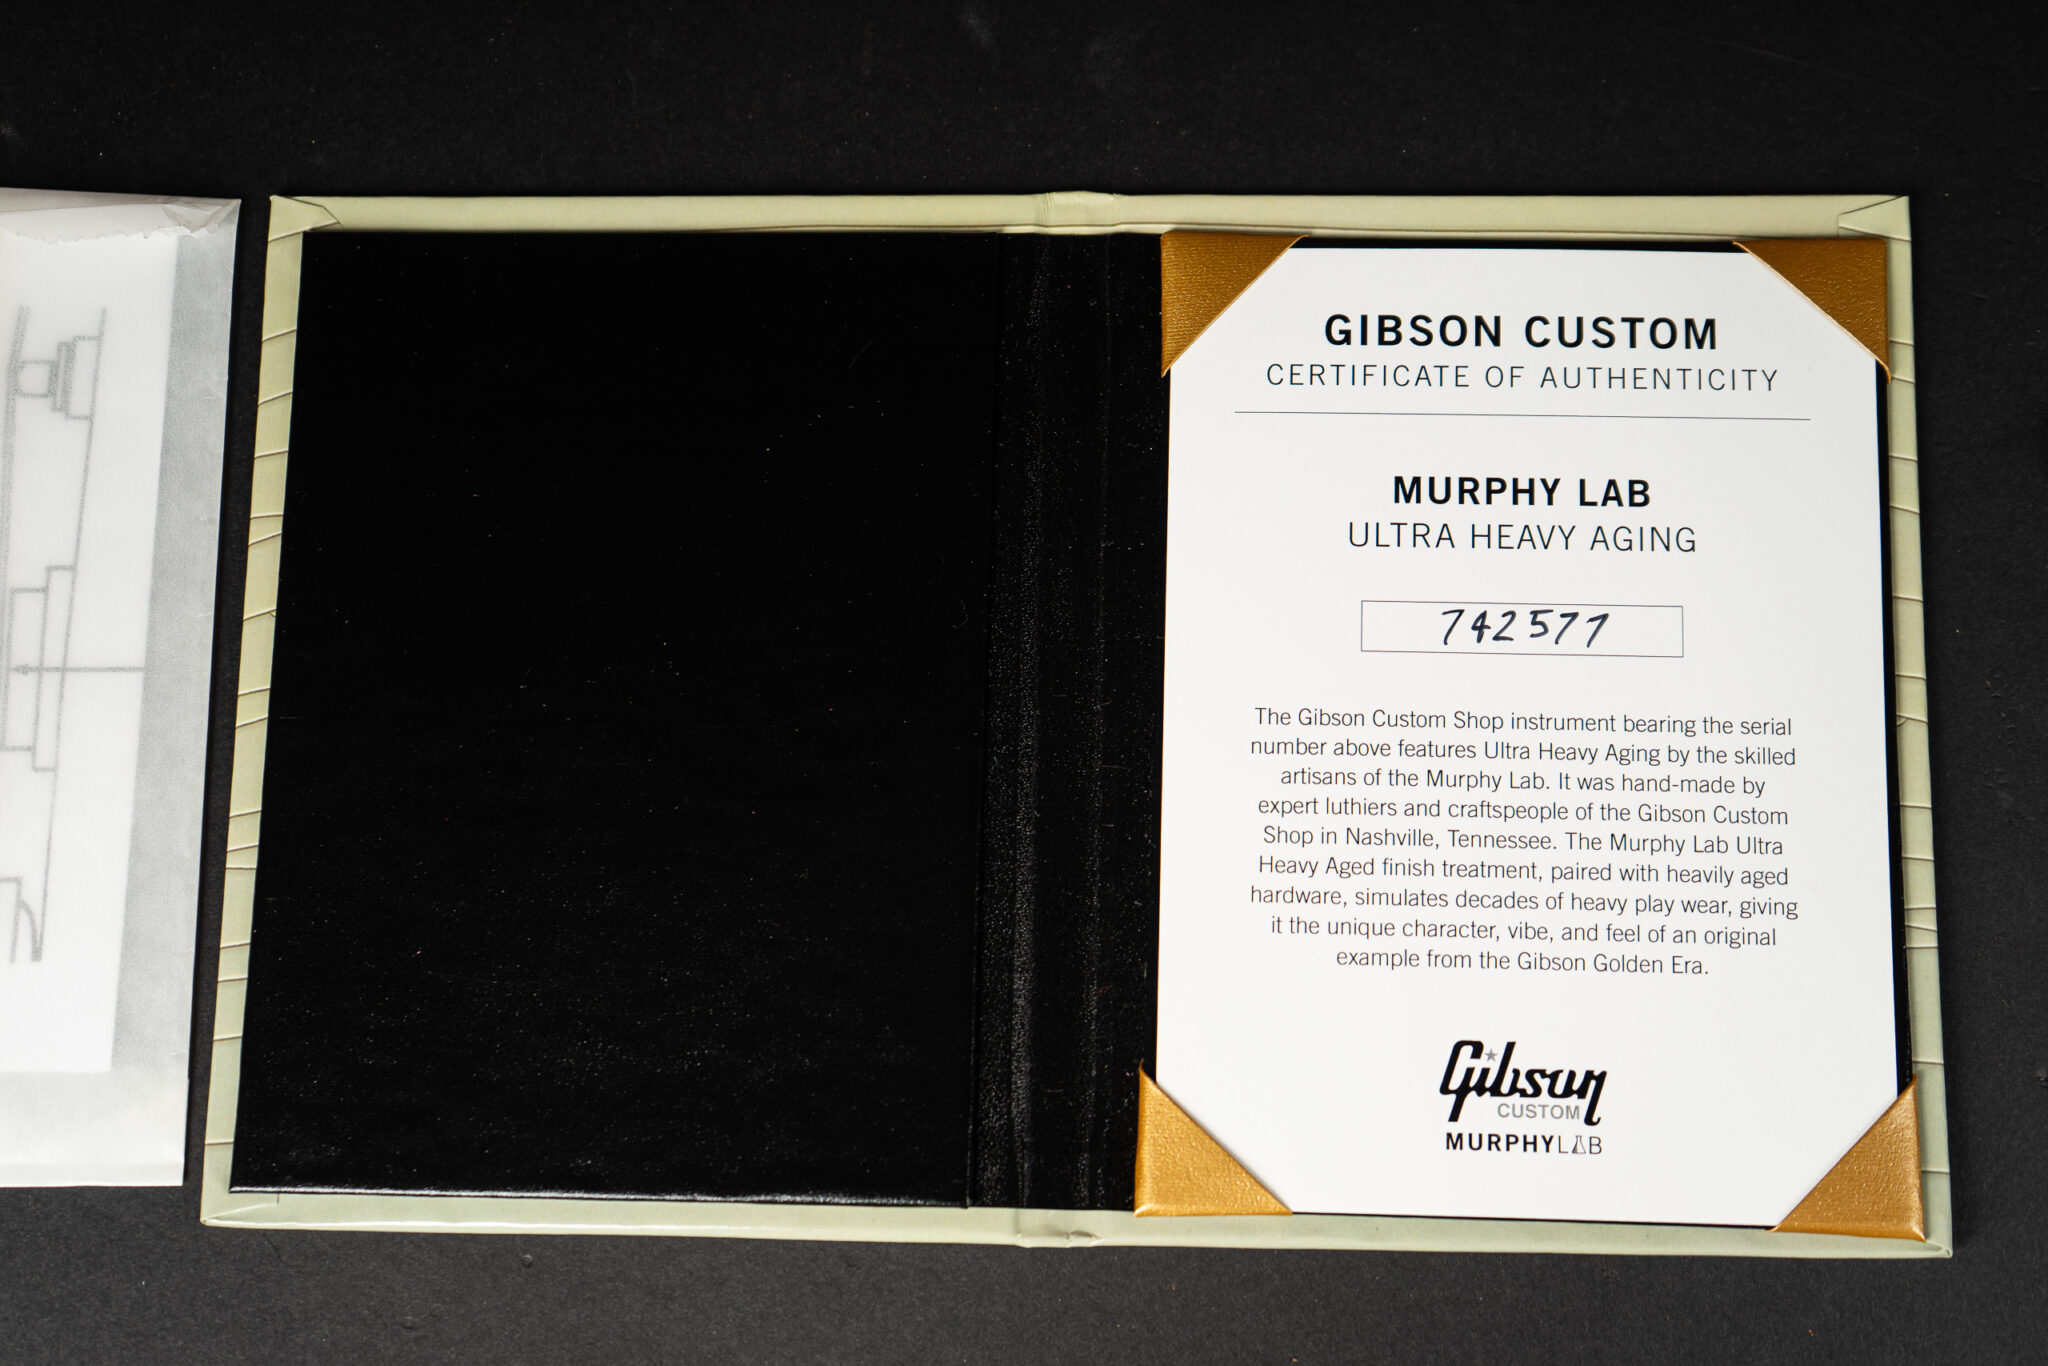 GIBSON CUSTOM
CERTIFICATE OF AUTHENTICITY
MURPHY LAB
ULTRA HEAVY AGING
742577
The Gibson Custom Shop instrument bearing the serial
number above features Ultra Heavy Aging by the skilled
artisans of the Murphy Lab. It was hand-made by
expert luthiers and craftspeople of the Gibson Custom
Shop in Nashville, Tennessee. The Murphy Lab Ultra
Heavy Aged finish treatment, paired with heavily aged
hardware, simulates decades of heavy play wear, giving
it the unique character, vibe, and feel of an original
example from the Gibson Golden Era.
Gibson
CUSTOM
MURPHYLAB